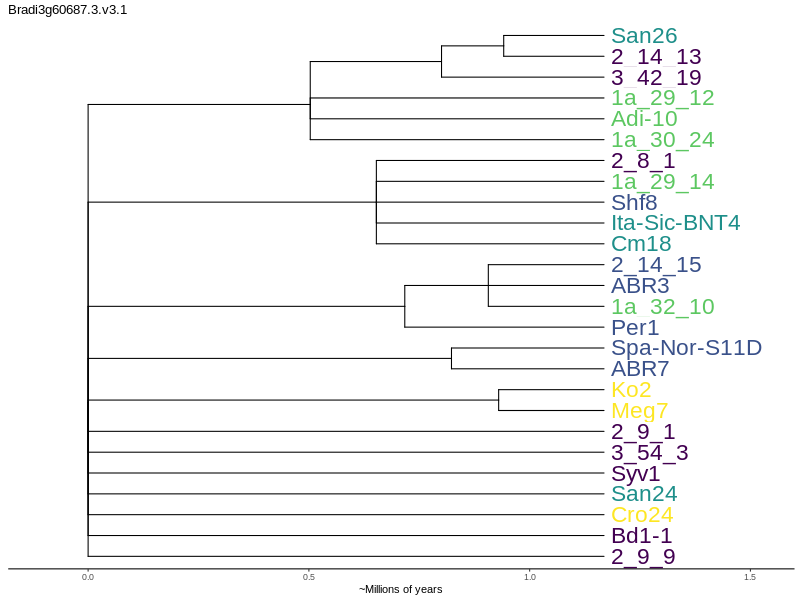 Bradi3g60687.3.v3.1
San26
2_14_13
3_42_19
1a_29_12
Adi-10
1a_30_24
2_8_1
1a_29_14
Shf8
Ita-Sic-BNT4
Cm18
2_14_15
ABR3
1a_32_10
Per1
Spa-Nor-S11D
ABR7
Ko2
Meg7
2_9_1
3_54_3
Syv1
San24
Cro24
Bd1-1
2_9_9
0.0 0.5 1.0 1.5
~Millions of years